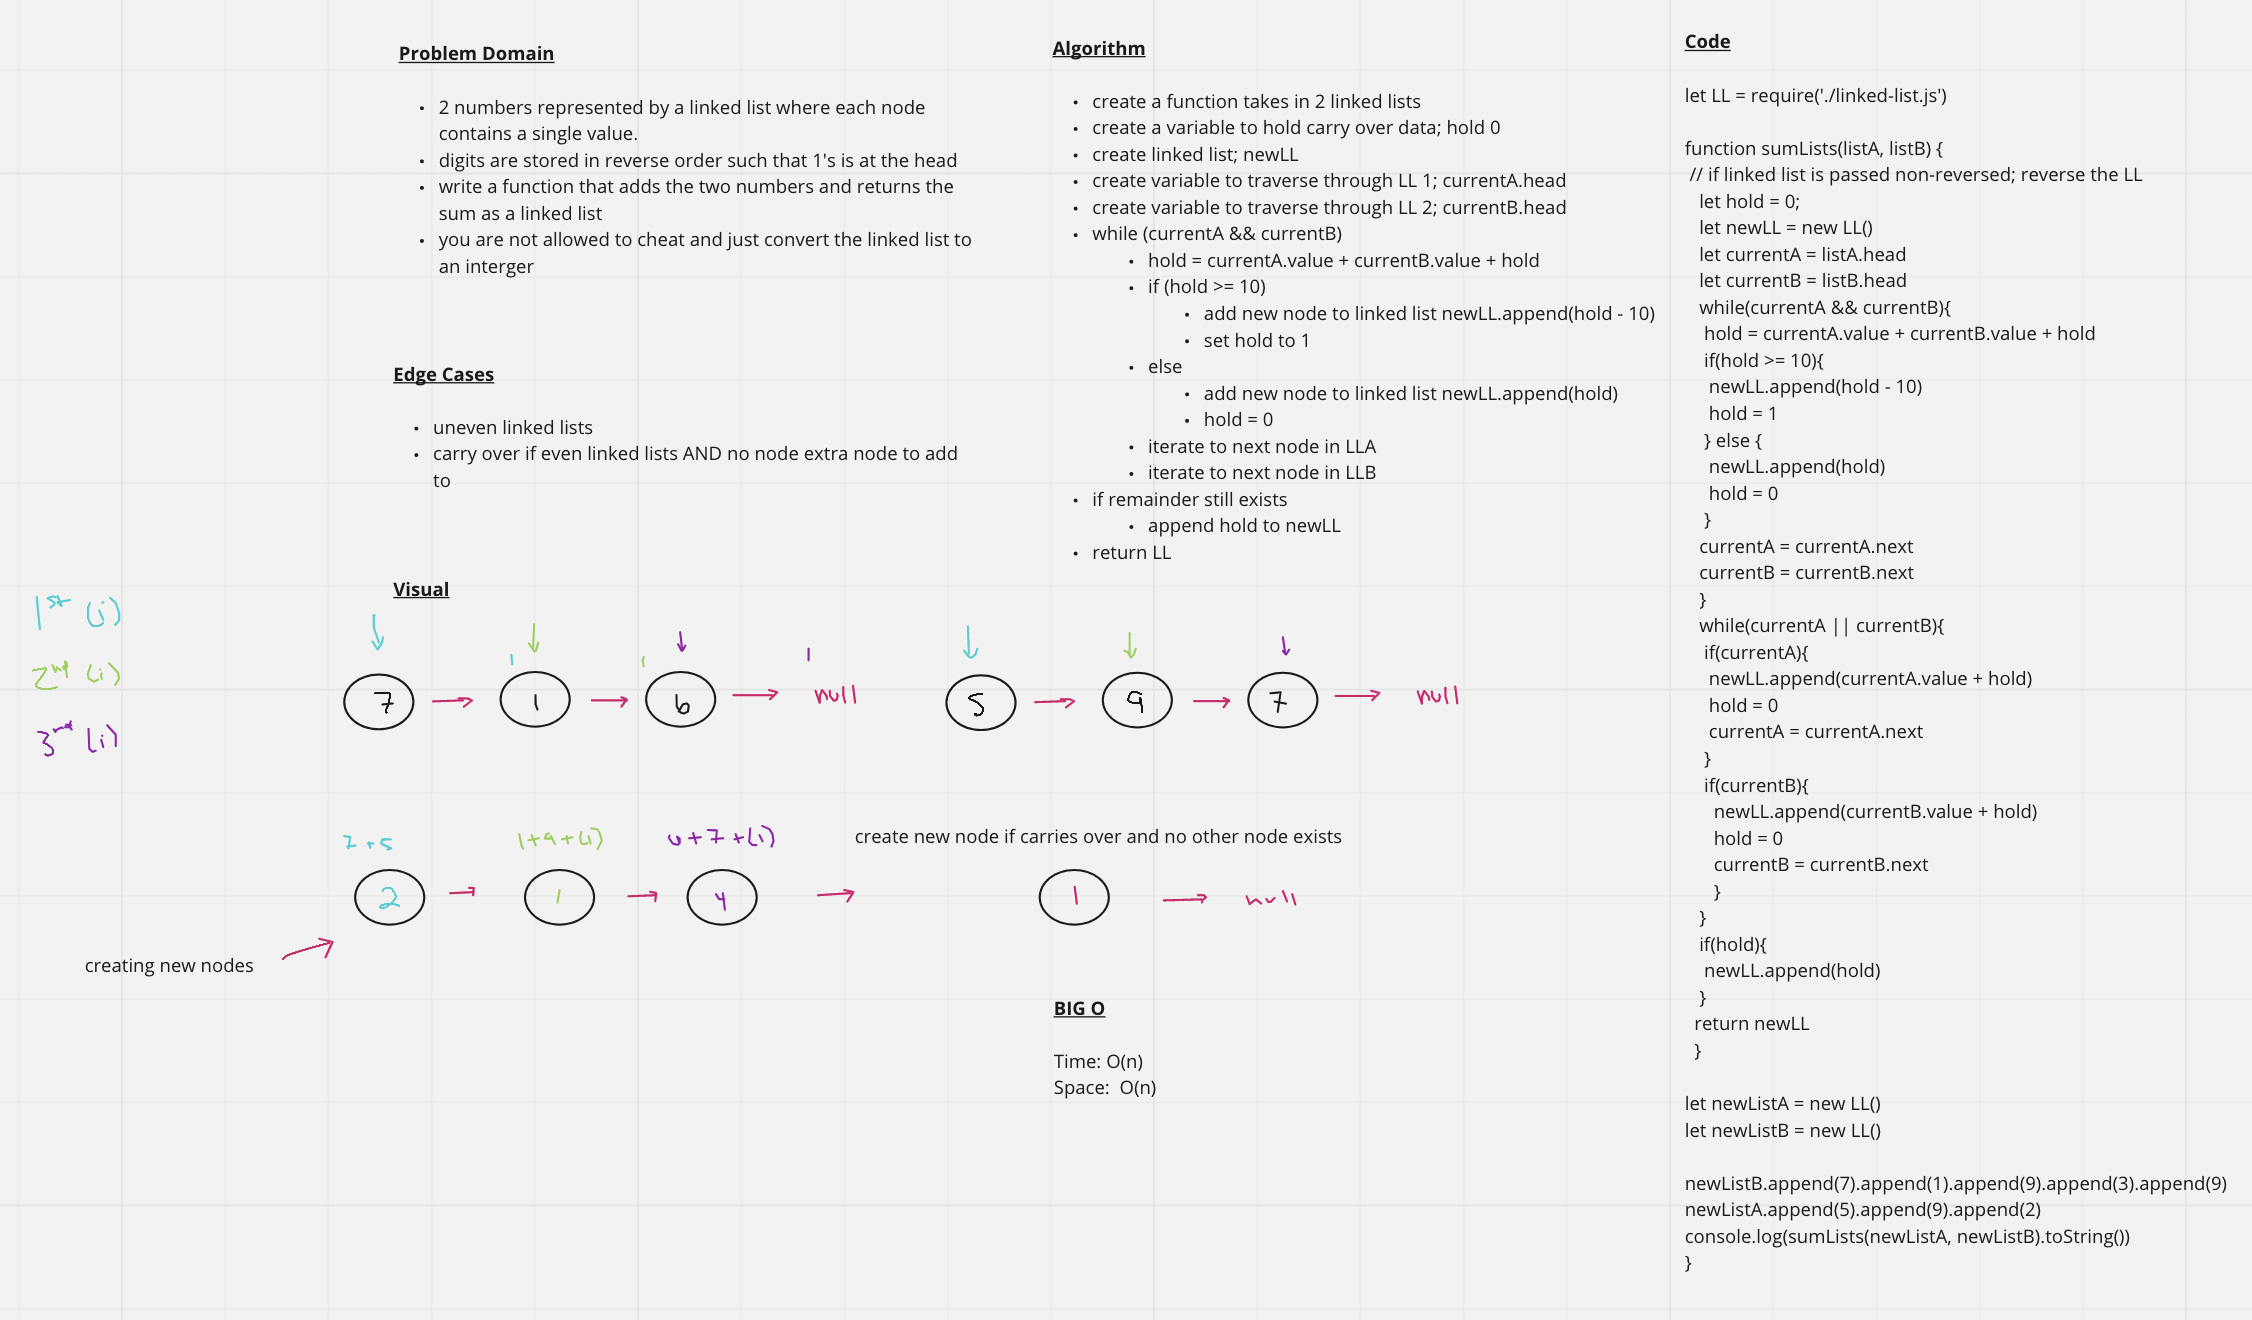 Problem Domain
• 2 numbers represented by a linked list where each node
contains a single value.
• digits are stored in reverse order such that 1's is at the head
• write a function that adds the two numbers and returns the
sum as a linked list
• you are not allowed to cheat and just convert the linked list to
an interger
Edge Cases
• uneven linked lists
• carry over if even linked lists AND no node extra node to add
to
Visual
1st (i)
2nd (i)
3rd (i)
1 1 1
7 1 6 null 5 9 7 null
7 + 5 1+9+(1) 6+7+(1) create new node if carries over and no other node exists
2 1 4 1 null
creating new nodes
Algorithm
• create a function takes in 2 linked lists
• create a variable to hold carry over data; hold 0
• create linked list; newLL
• create variable to traverse through LL 1; currentA.head
• create variable to traverse through LL 2; currentB.head
• while (currentA && currentB)
• hold = currentA.value + currentB.value + hold
• if (hold >= 10)
• add new node to linked list newLL.append(hold - 10)
• set hold to 1
• else
• add new node to linked list newLL.append(hold)
• hold = 0
• iterate to next node in LLA
• iterate to next node in LLB
• if remainder still exists
• append hold to newLL
• return LL
BIG O
Time: O(n)
Space: O(n)
Code
let LL = require('./linked-list.js')
function sumLists(listA, listB) {
// if linked list is passed non-reversed; reverse the LL
let hold = 0;
let newLL = new LL()
let currentA = listA.head
let currentB = listB.head
while(currentA && currentB){
hold = currentA.value + currentB.value + hold
if(hold >= 10){
newLL.append(hold - 10)
hold = 1
} else {
newLL.append(hold)
hold = 0
}
currentA = currentA.next
currentB = currentB.next
}
while(currentA || currentB){
if(currentA){
newLL.append(currentA.value + hold)
hold = 0
currentA = currentA.next
}
if(currentB){
newLL.append(currentB.value + hold)
hold = 0
currentB = currentB.next
}
}
if(hold){
newLL.append(hold)
}
return newLL
}
let newListA = new LL()
let newListB = new LL()
newListB.append(7).append(1).append(9).append(3).append(9)
newListA.append(5).append(9).append(2)
console.log(sumLists(newListA, newListB).toString())
}